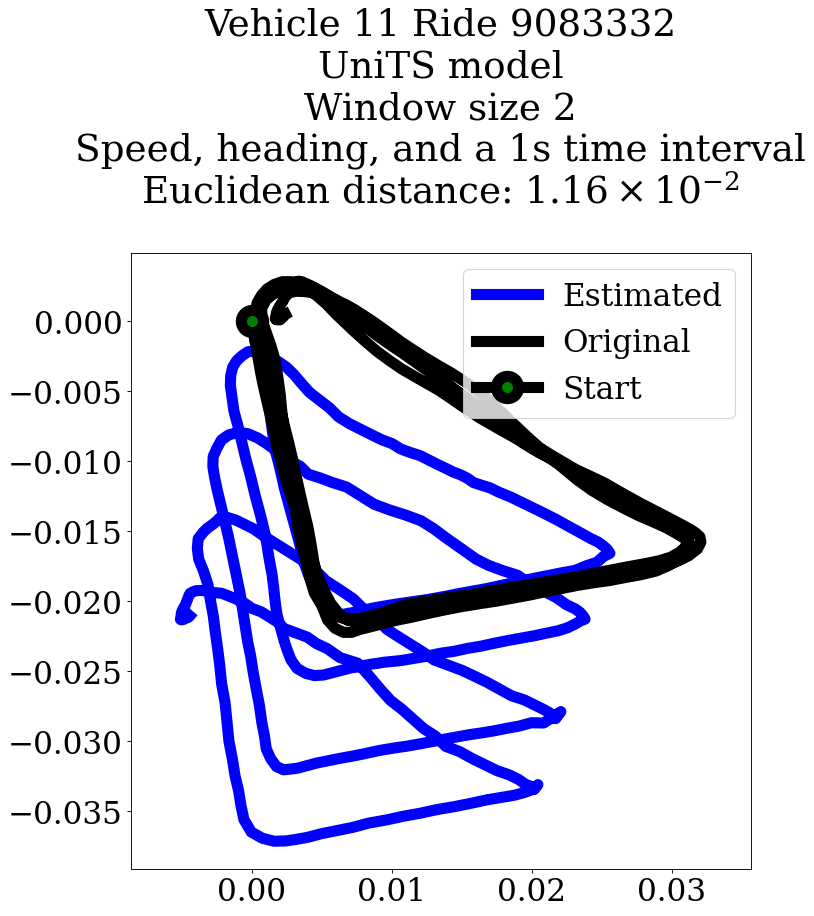 Vehicle 11 Ride 9083332
UniTS model
Window size 2
Speed, heading, and a 1s time interval
Euclidean distance: 1.16 × 10⁻²
Estimated
Original
Start
0.000
−0.005
−0.010
−0.015
−0.020
−0.025
−0.030
−0.035
0.00 0.01 0.02 0.03